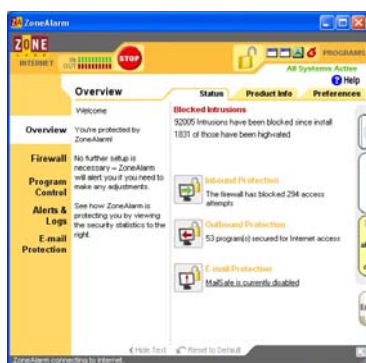 ZoneAlarm
ZONE
LABS
INTERNET
IN
OUT
STOP
PROGRAMS
All Systems Active
Help
Overview
Status
Product Info
Preferences
Overview
Firewall
Program
Control
Alerts &
Logs
E-mail
Protection
Welcome
You're protected by
ZoneAlarm!
No further setup is
necessary – ZoneAlarm
will alert you if you need to
make any adjustments.
See how ZoneAlarm is
protecting you by viewing
the security statistics to the
right.
Blocked Intrusions
92005 Intrusions have been blocked since install
1831 of those have been high-rated
Inbound Protection
The firewall has blocked 294 access
attempts
Outbound Protection
53 program(s) secured for Internet access
E-mail Protection
MailSafe is currently disabled
Hide Text
Reset to Default
ZoneAlarm connecting to Internet.